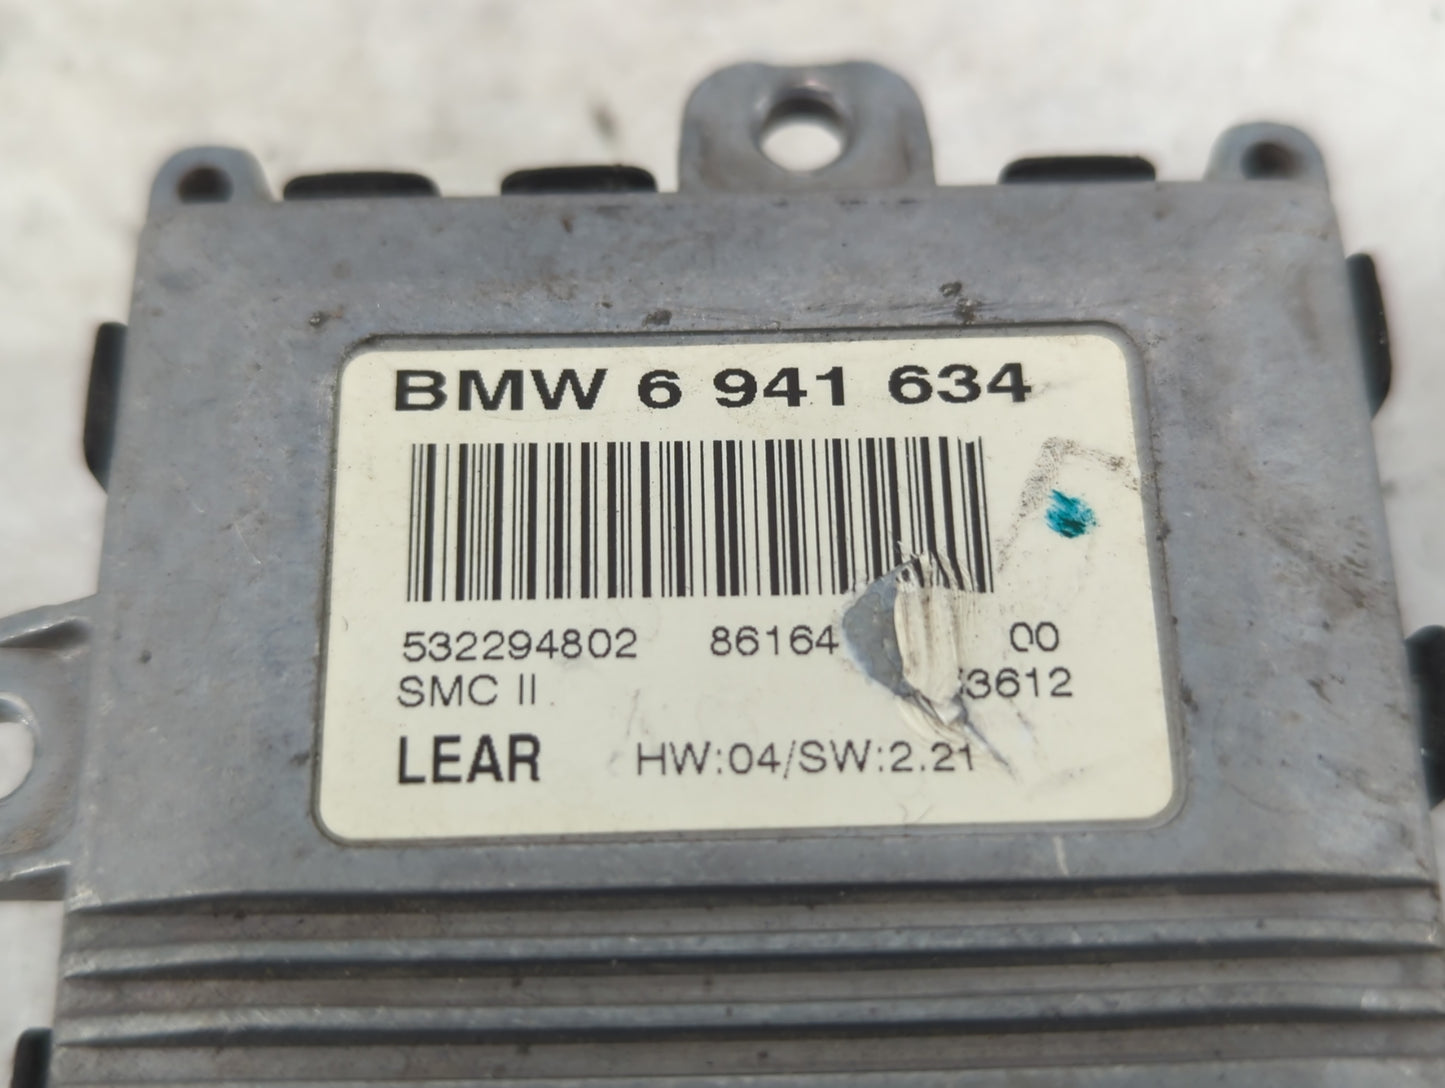 BMW 6 941 634
532294802 86164 00
SMC II 3612
LEAR HW:04/SW:2.21